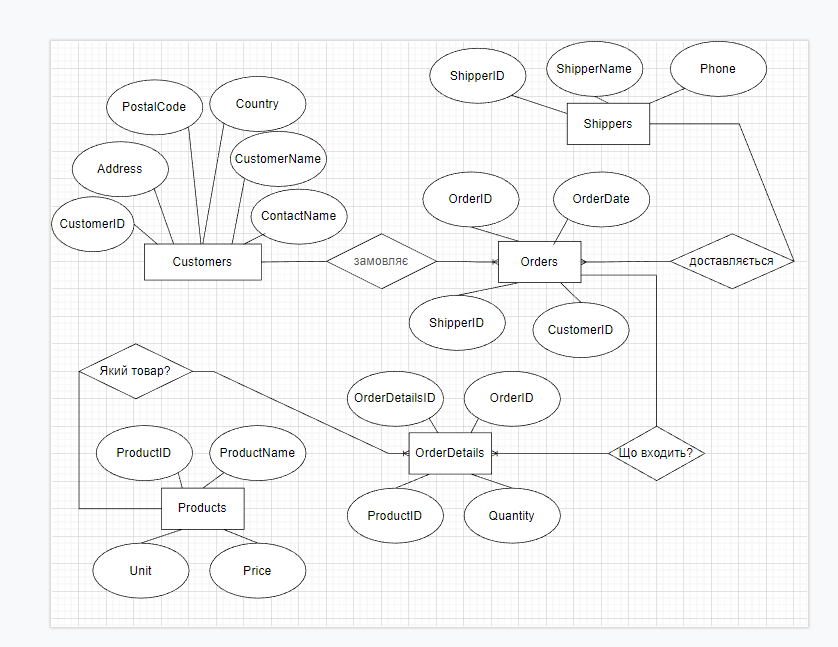 ShipperID
ShipperName
Phone
Shippers
PostalCode
Country
CustomerName
Address
ContactName
CustomerID
Customers
замовляє
OrderID
OrderDate
Orders
доставляється
ShipperID
CustomerID
Який товар?
OrderDetailsID
OrderID
OrderDetails
Що входить?
ProductID
ProductName
Products
ProductID
Quantity
Unit
Price